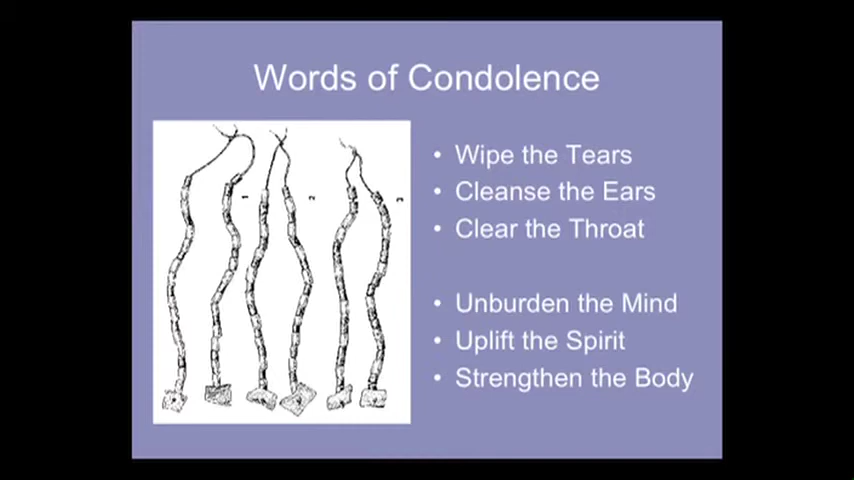 Words of Condolence
• Wipe the Tears
• Cleanse the Ears
• Clear the Throat
• Unburden the Mind
• Uplift the Spirit
• Strengthen the Body